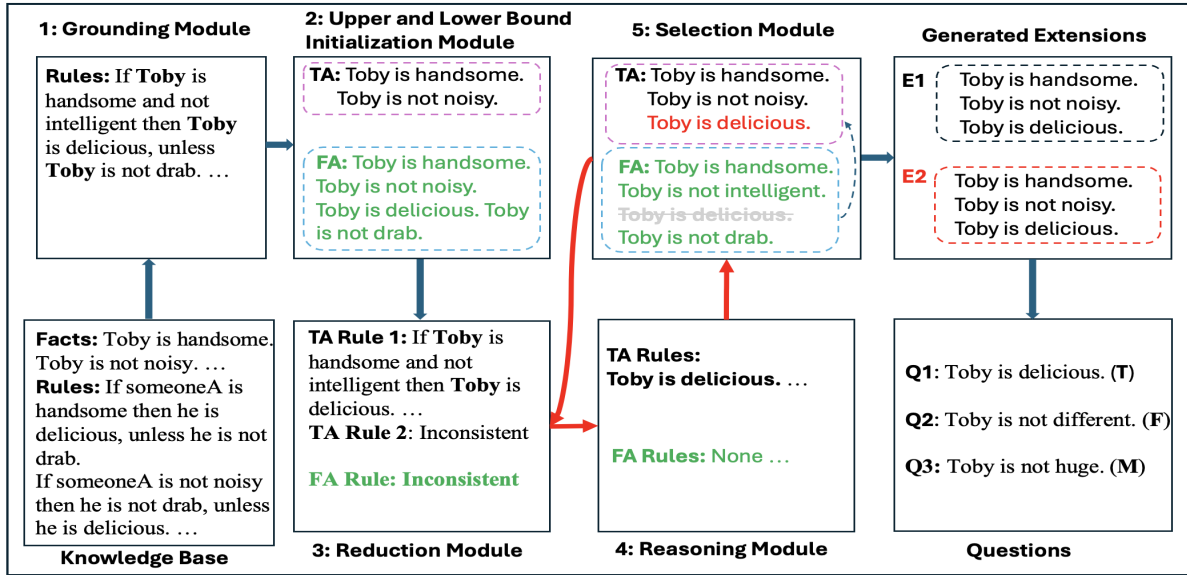 1: Grounding Module
Rules: If Toby is
handsome and not
intelligent then Toby
is delicious, unless
Toby is not drab. …
2: Upper and Lower Bound
Initialization Module
TA: Toby is handsome.
Toby is not noisy.
FA: Toby is handsome.
Toby is not noisy.
Toby is delicious. Toby
is not drab.
5: Selection Module
TA: Toby is handsome.
Toby is not noisy.
Toby is delicious.
FA: Toby is handsome.
Toby is not intelligent.
Toby is delicious.
Toby is not drab.
Generated Extensions
E1
Toby is handsome.
Toby is not noisy.
Toby is delicious.
E2
Toby is handsome.
Toby is not noisy.
Toby is delicious.
Facts: Toby is handsome.
Toby is not noisy. …
Rules: If someoneA is
handsome then he is
delicious, unless he is not
drab.
If someoneA is not noisy
then he is not drab, unless
he is delicious. …
Knowledge Base
TA Rule 1: If Toby is
handsome and not
intelligent then Toby is
delicious. …
TA Rule 2: Inconsistent
FA Rule: Inconsistent
3: Reduction Module
TA Rules:
Toby is delicious. …
FA Rules: None …
4: Reasoning Module
Q1: Toby is delicious. (T)
Q2: Toby is not different. (F)
Q3: Toby is not huge. (M)
Questions